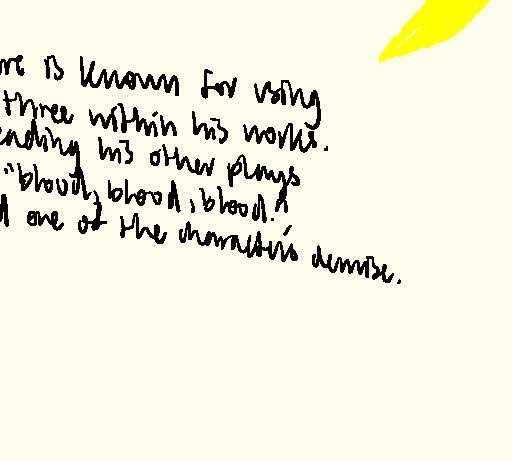 re is known for using
three within his works.
ending his other plays
"blood, blood, blood."
d one of the character's demise.